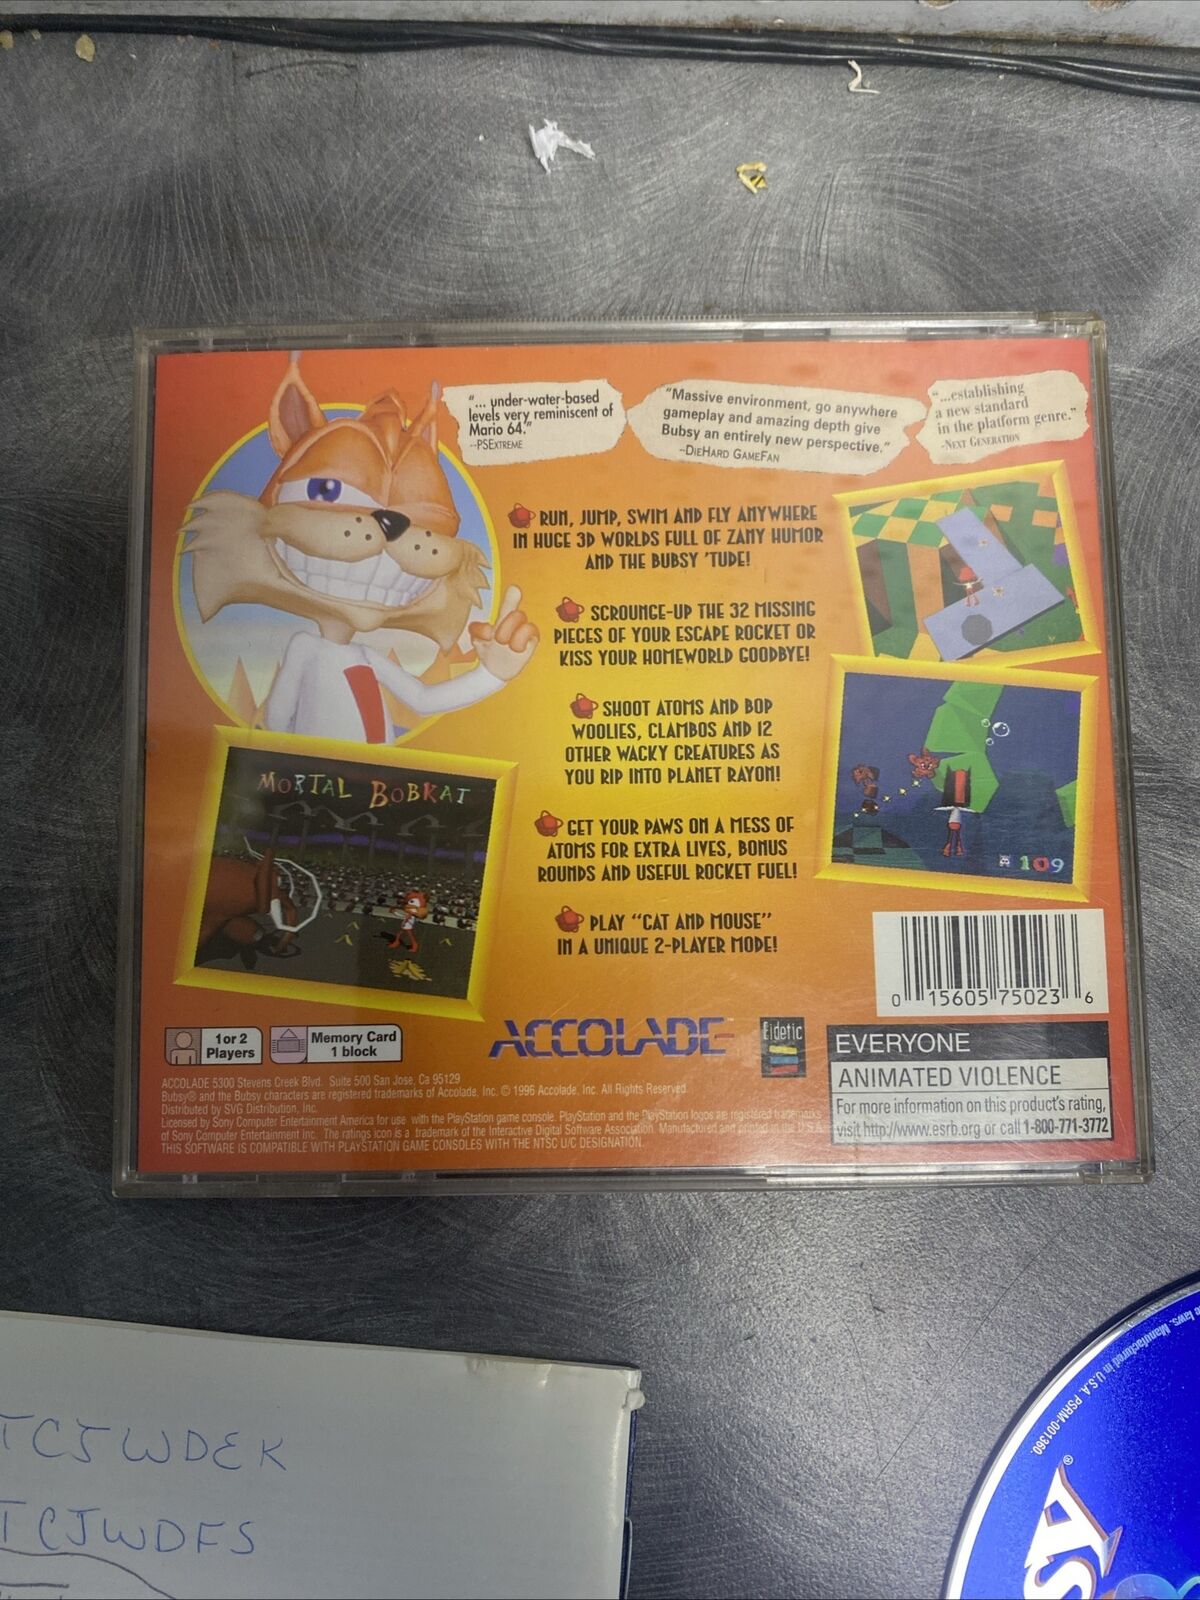 "... under-water-based
levels very reminiscent of
Mario 64."
--PSExtreme
"Massive environment, go anywhere
gameplay and amazing depth give
Bubsy an entirely new perspective."
--DieHard GameFan
"...establishing
a new standard
in the platform genre."
-Next Generation
RUN, JUMP, SWIM AND FLY ANYWHERE
IN HUGE 3D WORLDS FULL OF ZANY HUMOR
AND THE BUBSY 'TUDE!
SCROUNGE-UP THE 32 MISSING
PIECES OF YOUR ESCAPE ROCKET OR
KISS YOUR HOMEWORLD GOODBYE!
SHOOT ATOMS AND BOP
WOOLIES, CLAMBOS AND 12
OTHER WACKY CREATURES AS
YOU RIP INTO PLANET RAYON!
GET YOUR PAWS ON A MESS OF
ATOMS FOR EXTRA LIVES, BONUS
ROUNDS AND USEFUL ROCKET FUEL!
PLAY "CAT AND MOUSE"
IN A UNIQUE 2-PLAYER MODE!
MORTAL BOBKAT
109
0 15605 75023 6
1 or 2
Players
Memory Card
1 block
ACCOLADE
Eidetic
EVERYONE
ANIMATED VIOLENCE
For more information on this product's rating,
visit http://www.esrb.org or call 1-800-771-3772
ACCOLADE 5300 Stevens Creek Blvd. Suite 500 San Jose, Ca 95129
Bubsy® and the Bubsy characters are registered trademarks of Accolade, Inc. © 1996 Accolade, Inc. All Rights Reserved.
Distributed by SVG Distribution, Inc.
Licensed by Sony Computer Entertainment America for use with the PlayStation game console. PlayStation and the PlayStation logos are registered trademarks
of Sony Computer Entertainment Inc. The ratings icon is a trademark of the Interactive Digital Software Association. Manufactured and printed in the U.S.A.
THIS SOFTWARE IS COMPATIBLE WITH PLAYSTATION GAME CONSOLES WITH THE NTSC U/C DESIGNATION.
TCJWDEK
TCJWDFS
laws. Manufactured in U.S.A. PSRM-001360.
SY®